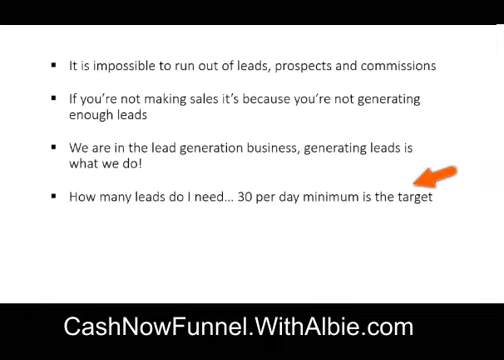 It is impossible to run out of leads, prospects and commissions
If you're not making sales it's because you're not generating
enough leads
We are in the lead generation business, generating leads is
what we do!
How many leads do I need... 30 per day minimum is the target
CashNowFunnel.WithAlbie.com